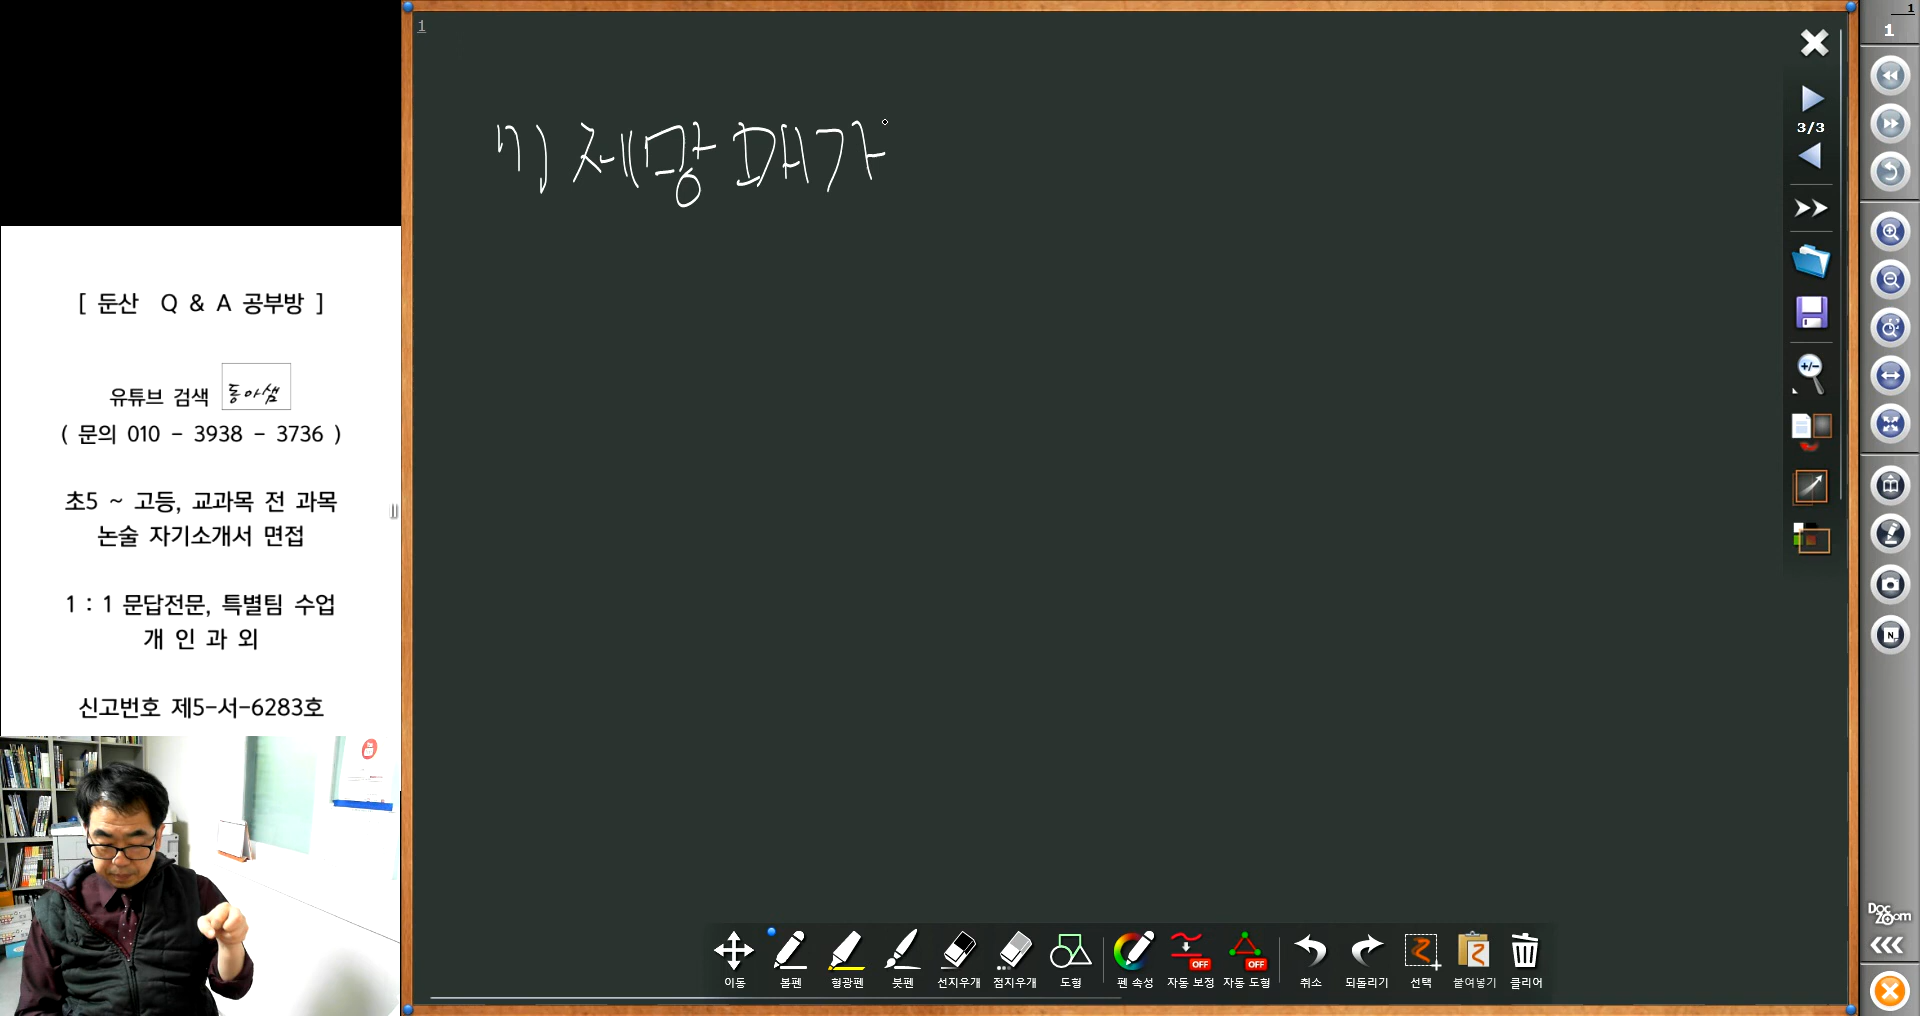 [ 둔산 Q & A 공부방 ]
유튜브 검색 동아샘
( 문의 010 - 3938 - 3736 )
초5 ~ 고등, 교과목 전 과목
논술 자기소개서 면접
1 : 1 문답전문, 특별팀 수업
개 인 과 외
신고번호 제5-서-6283호
1
7) 제망매가
3/3
이동 볼펜 형광펜 붓펜 선지우개 점지우개 도형 펜 속성 자동 보정 자동 도형 취소 되돌리기 선택 붙여넣기 클리어
OFF OFF
1
1
+/-
N
Doc
Zoom